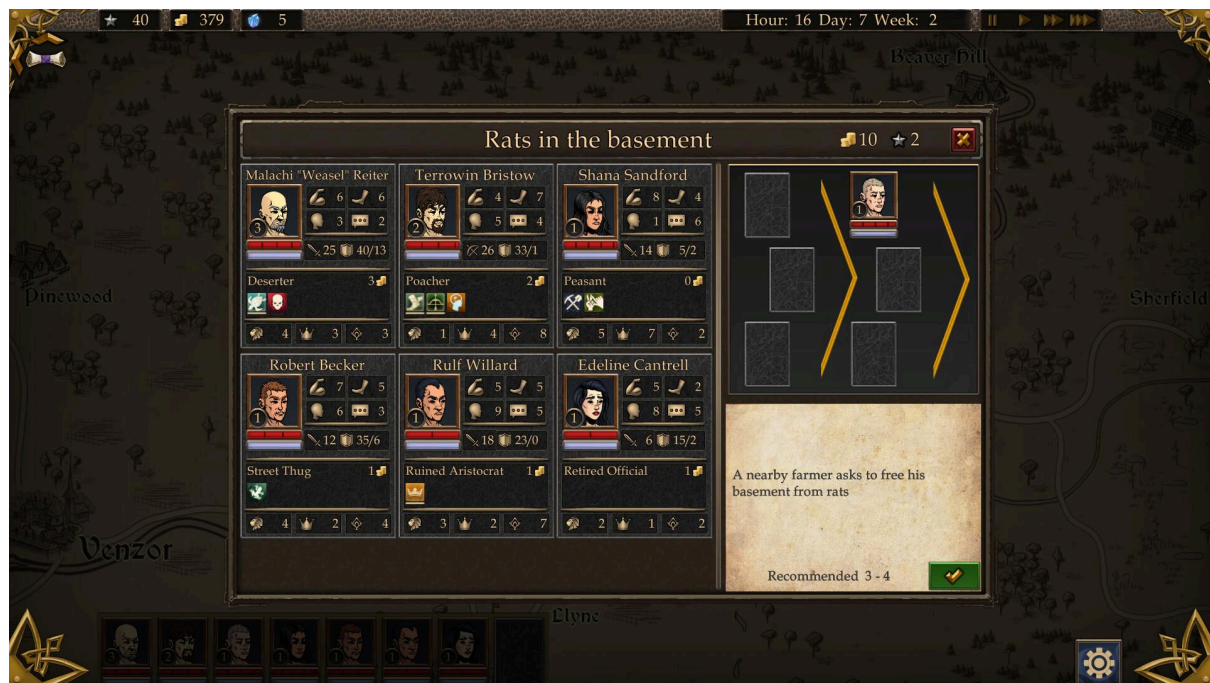 40 379 5 Hour: 16 Day: 7 Week: 2
Beaver Hill
Rats in the basement 10 2
Malachi "Weasel" Reiter
6 6
3 2
3
25 40/13
Deserter 3
4 3 3
Terrowin Bristow
4 7
5 4
2
26 33/1
Poacher 2
1 4 8
Shana Sandford
8 4
1 6
1
14 5/2
Peasant 0
5 7 2
Robert Becker
7 5
6 3
1
12 35/6
Street Thug 1
4 2 4
Rulf Willard
5 5
9 5
1
18 23/0
Ruined Aristocrat 1
3 2 7
Edeline Cantrell
5 2
8 5
1
6 15/2
Retired Official 1
2 1 2
1
A nearby farmer asks to free his
basement from rats
Recommended 3 - 4
Pinewood
Sherfield
Venzor
Llyne